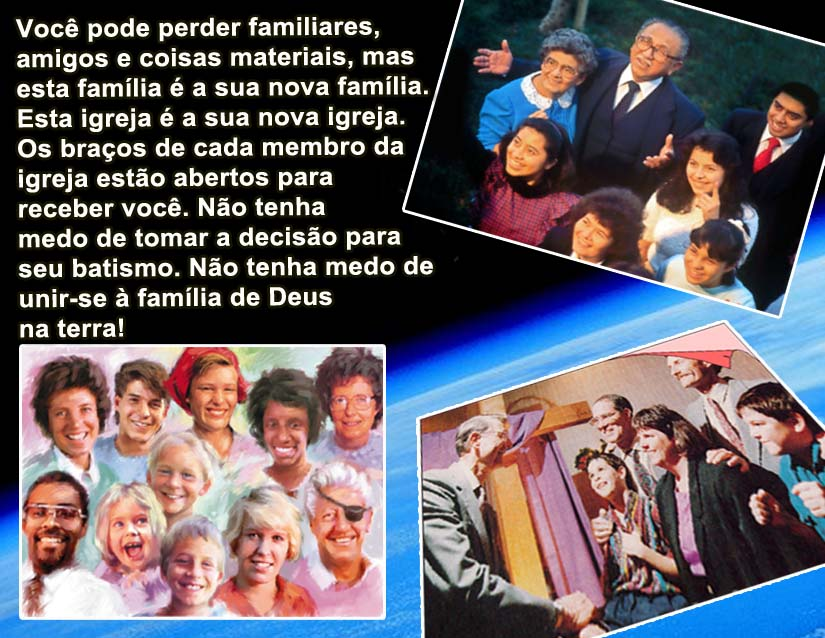 Você pode perder familiares,
amigos e coisas materiais, mas
esta família é a sua nova família.
Esta igreja é a sua nova igreja.
Os braços de cada membro da
igreja estão abertos para
receber você. Não tenha
medo de tomar a decisão para
seu batismo. Não tenha medo de
unir-se à família de Deus
na terra!